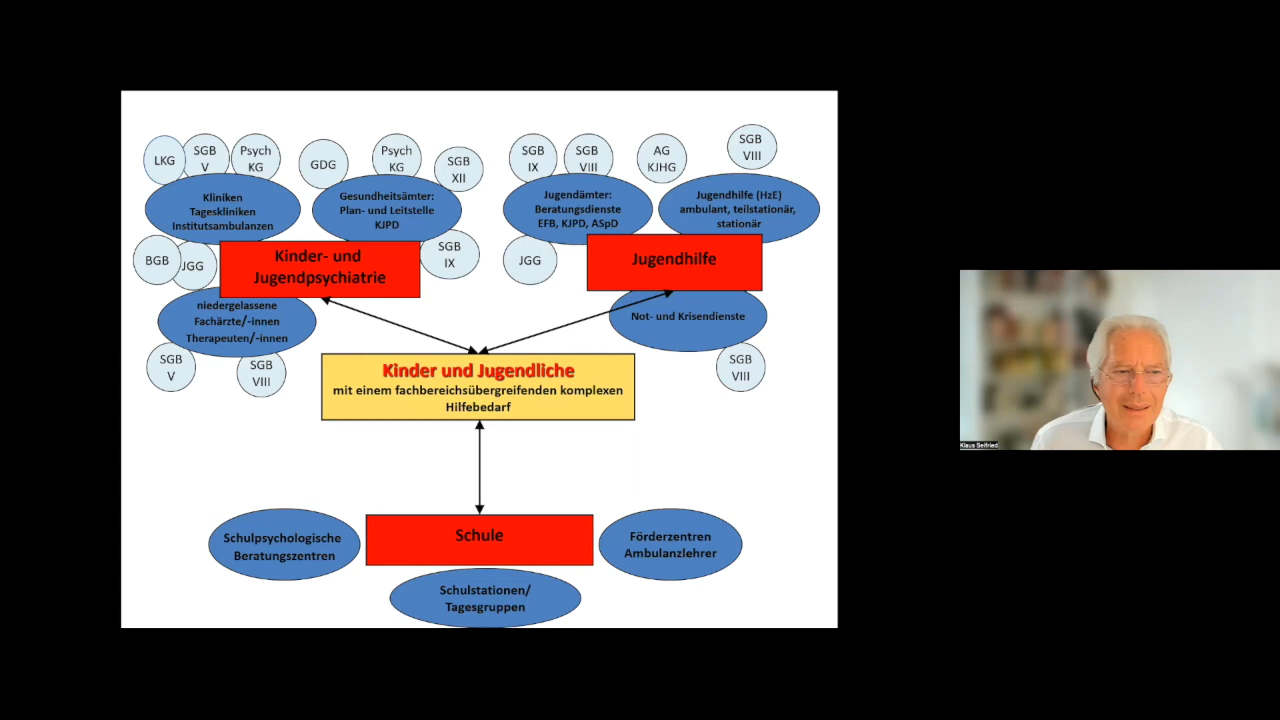 LKG
SGB
V
Psych
KG
GDG
Psych
KG
SGB
XII
SGB
IX
SGB
VIII
AG
KJHG
SGB
VIII
Kliniken
Tageskliniken
Institutsambulanzen
Gesundheitsämter:
Plan- und Leitstelle
KJPD
Jugendämter:
Beratungsdienste
EFB, KJPD, ASpD
Jugendhilfe (HzE)
ambulant, teilstationär,
stationär
BGB
JGG
Kinder- und
Jugendpsychiatrie
SGB
IX
JGG
Jugendhilfe
niedergelassene
Fachärzte/-innen
Therapeuten/-innen
Not- und Krisendienste
SGB
V
SGB
VIII
SGB
VIII
Kinder und Jugendliche
mit einem fachbereichsübergreifenden komplexen
Hilfebedarf
Schulpsychologische
Beratungszentren
Schule
Förderzentren
Ambulanzlehrer
Schulstationen/
Tagesgruppen
Klaus Seifried